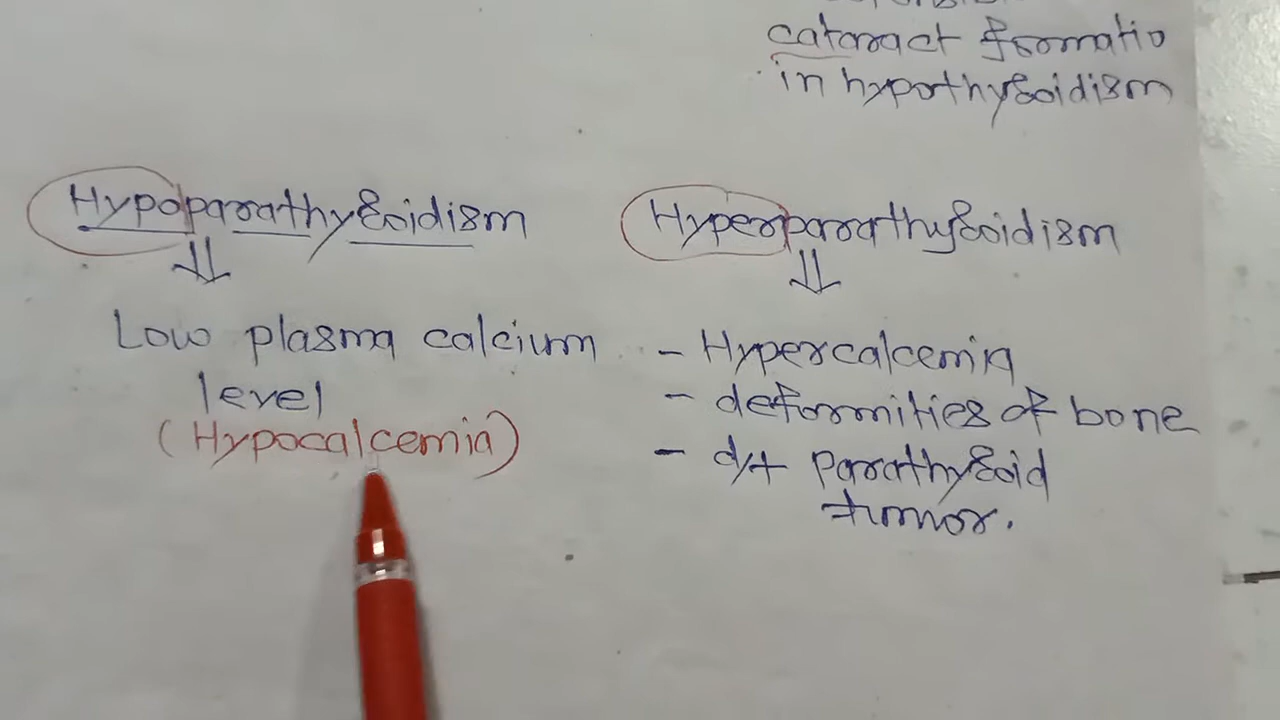 cataract formatio
in hypothyroidism
Hypoparathyroidism
Low plasma calcium
level
(Hypocalcemia)
Hyperparathyroidism
- Hypercalcemia
- deformities of bone
- d/t parathyroid
tumor.